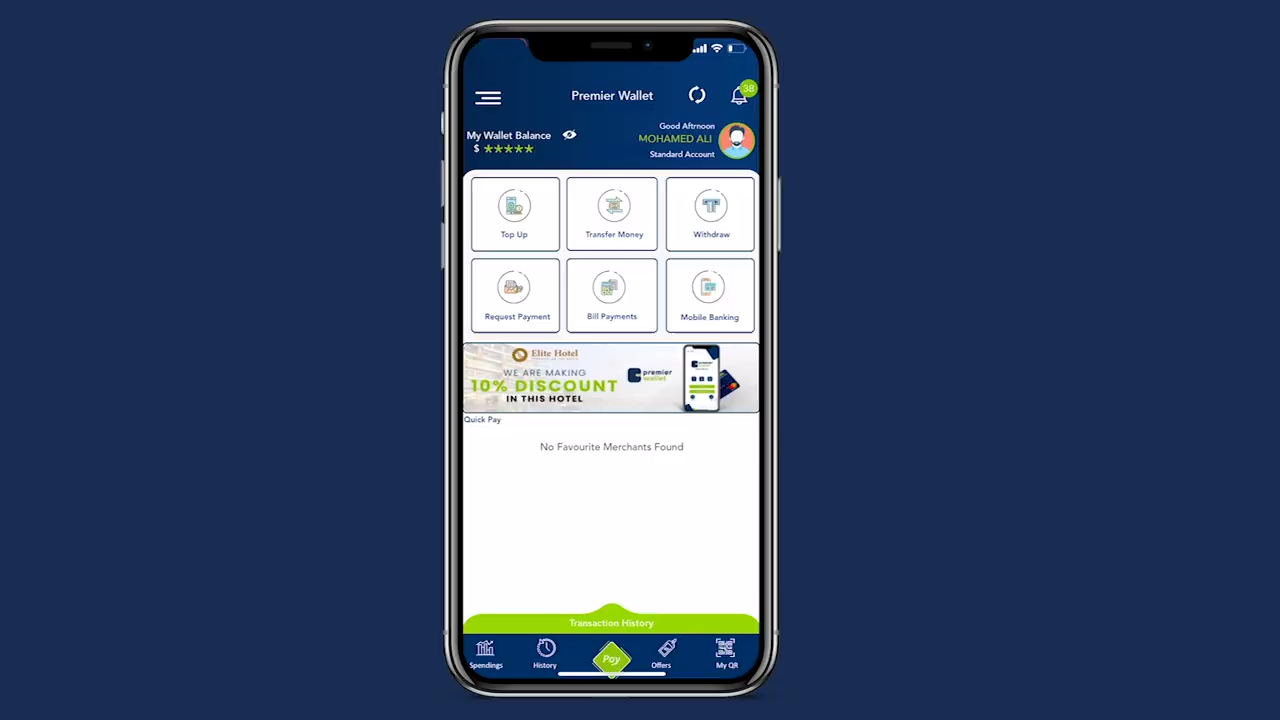 Premier Wallet
38
Good Aftrnoon
My Wallet Balance
MOHAMED ALI
$ *****
Standard Account
Top Up
Transfer Money
Withdraw
Request Payment
Bill Payments
Mobile Banking
Elite Hotel
WE ARE MAKING
10% DISCOUNT
IN THIS HOTEL
premier
wallet
Quick Pay
No Favourite Merchants Found
Transaction History
Spendings
History
Pay
Offers
My QR